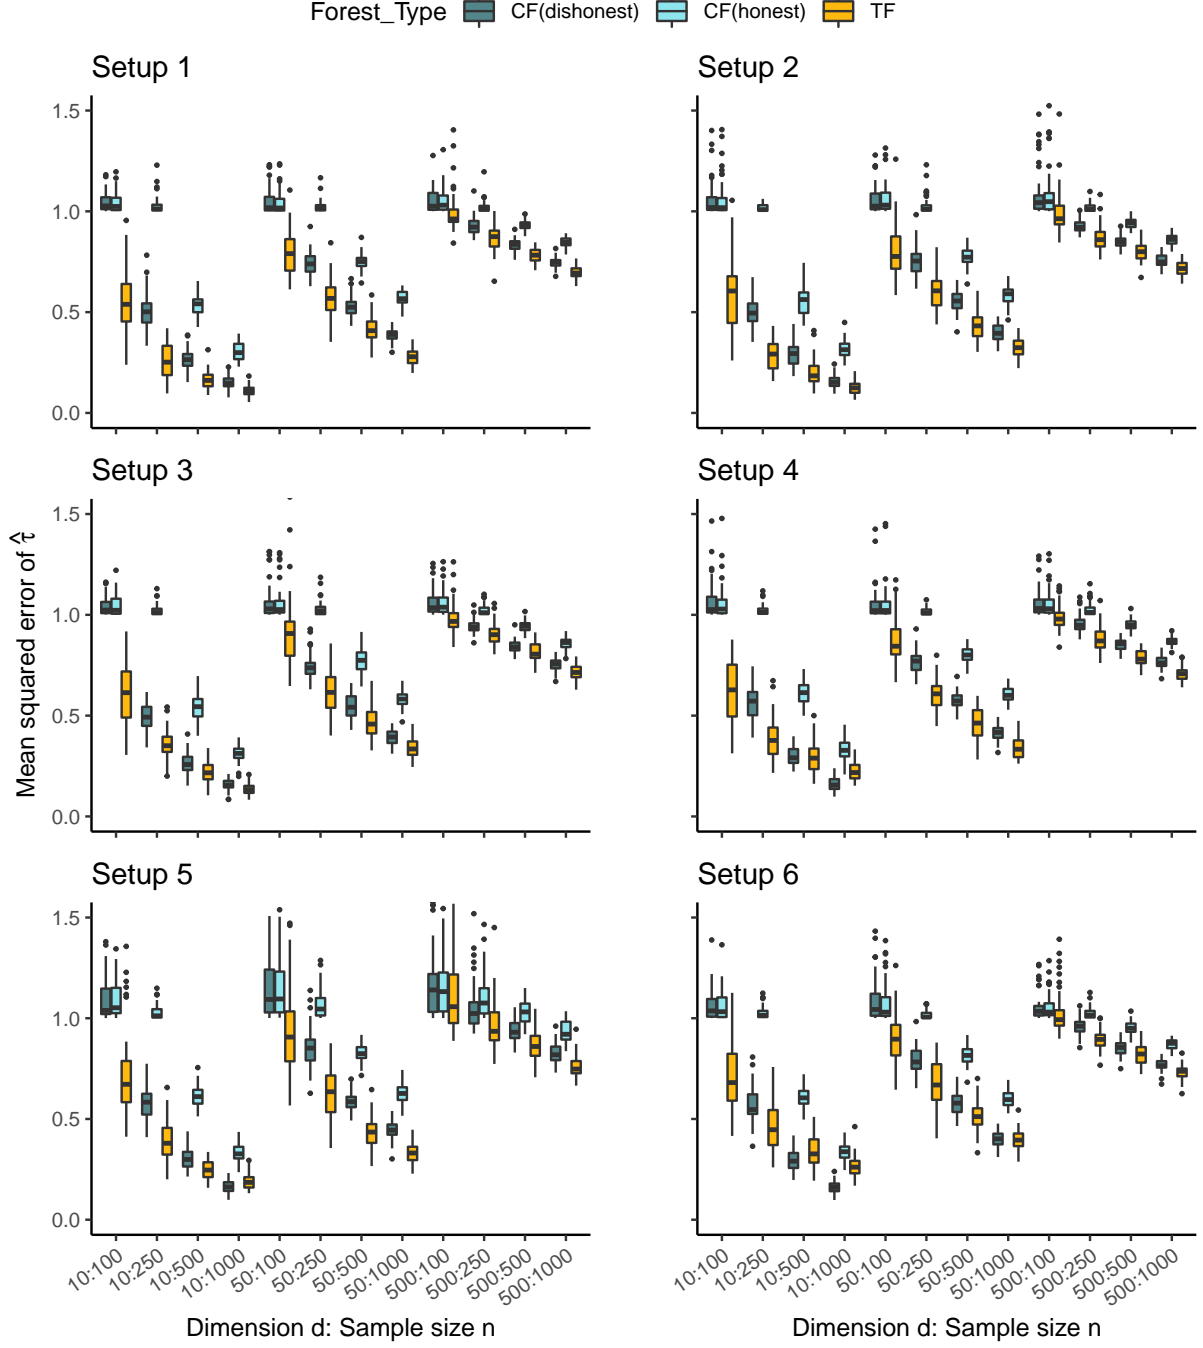 Forest_Type CF(dishonest) CF(honest) TF
Setup 1
Setup 2
1.5
1.0
0.5
0.0
Setup 3
Setup 4
Mean squared error of τ̂
1.5
1.0
0.5
0.0
Setup 5
Setup 6
1.5
1.0
0.5
0.0
10:100 10:250 10:500 10:1000 50:100 50:250 50:500 50:1000 500:100 500:250 500:500 500:1000
10:100 10:250 10:500 10:1000 50:100 50:250 50:500 50:1000 500:100 500:250 500:500 500:1000
Dimension d: Sample size n
Dimension d: Sample size n